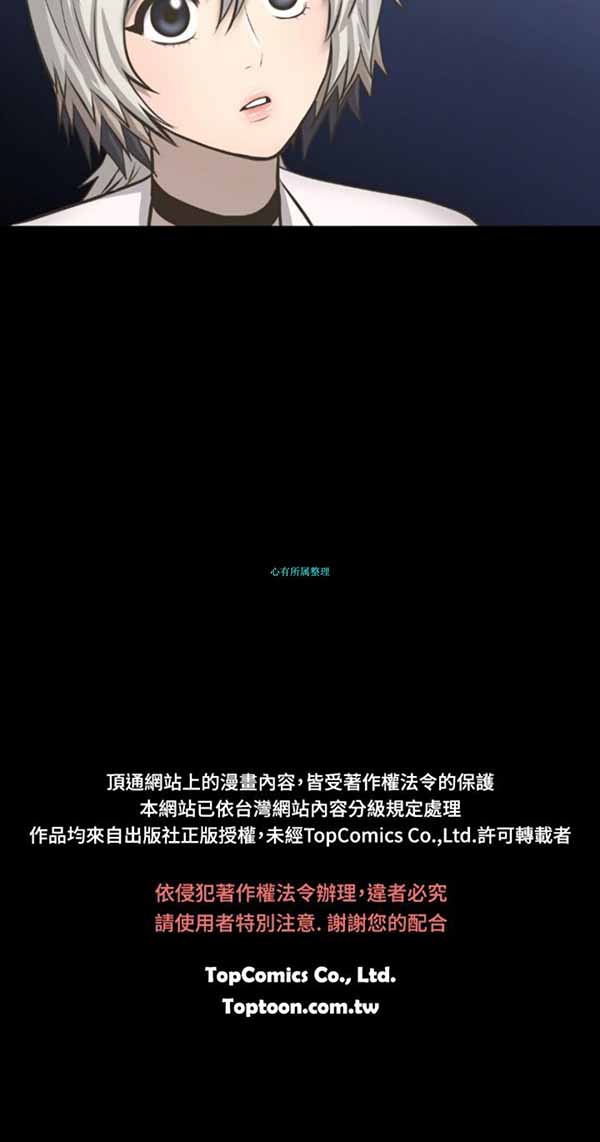 心有所属整理
頂通網站上的漫畫內容，皆受著作權法令的保護
本網站已依台灣網站內容分級規定處理
作品均來自出版社正版授權，未經TopComics Co.,Ltd.許可轉載者
依侵犯著作權法令辦理，違者必究
請使用者特別注意. 謝謝您的配合
TopComics Co., Ltd.
Toptoon.com.tw